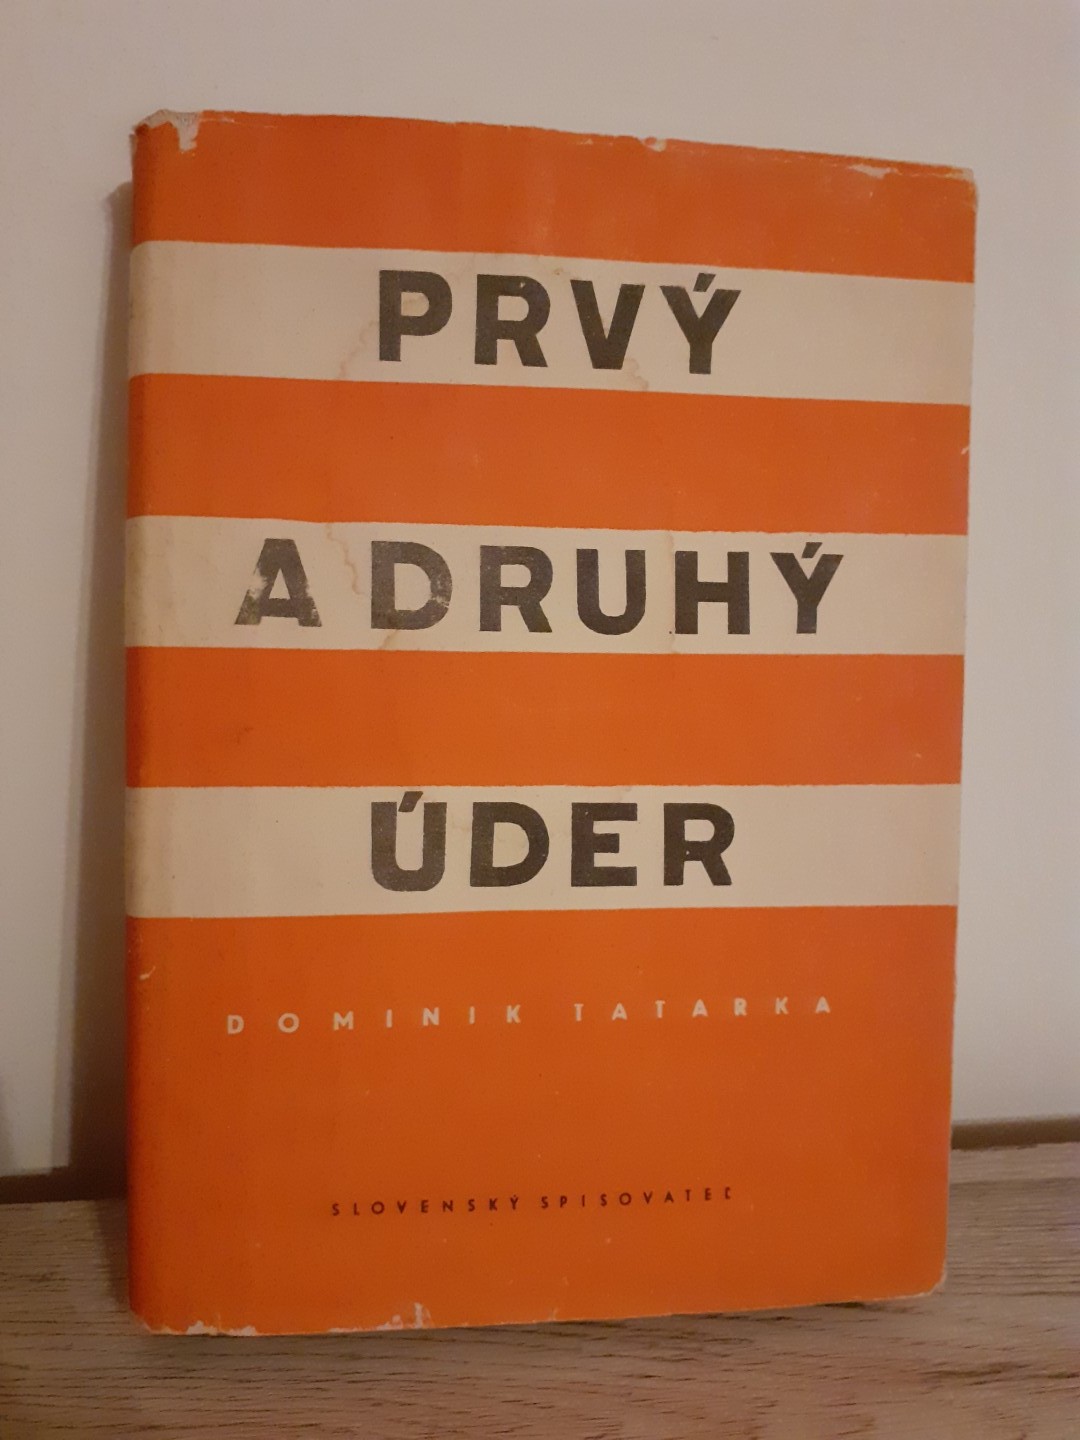 PRVÝ
A DRUHÝ
ÚDER
DOMINIK TATARKA
SLOVENSKÝ SPISOVATEĽ